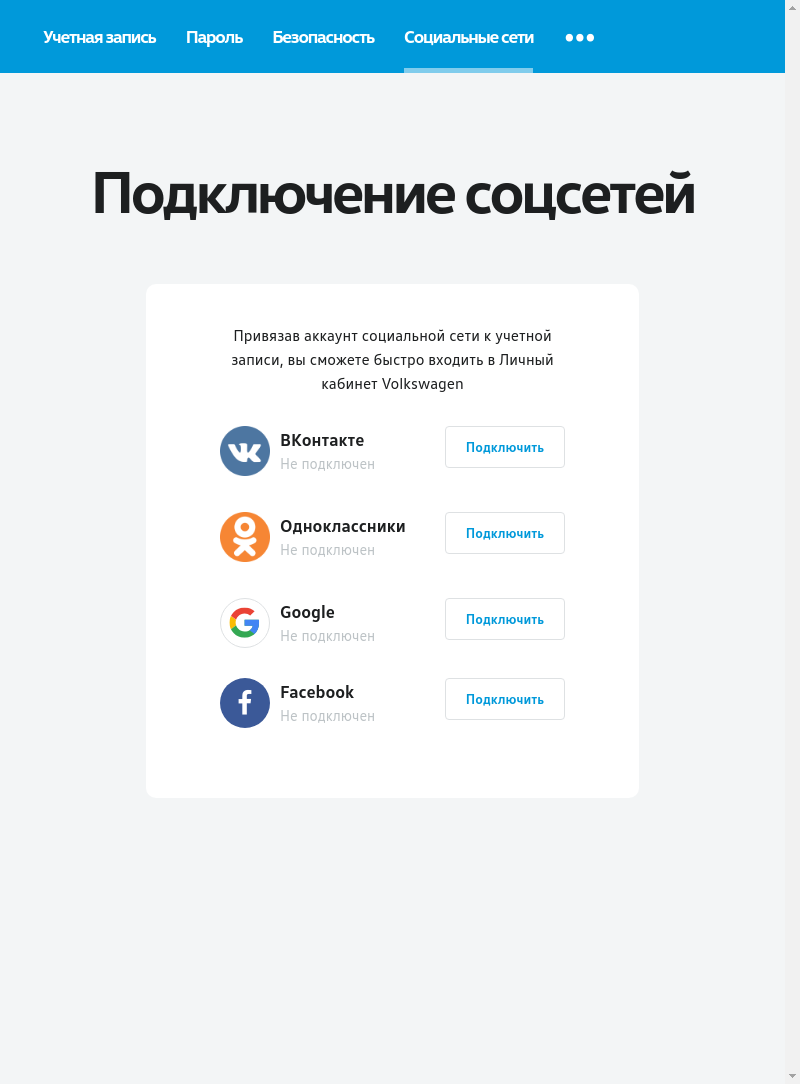 Учетная запись Пароль Безопасность Социальные сети
Подключение соцсетей
Привязав аккаунт социальной сети к учетной
записи, вы сможете быстро входить в Личный
кабинет Volkswagen
ВКонтакте
Не подключен
Подключить
Одноклассники
Не подключен
Подключить
Google
Не подключен
Подключить
Facebook
Не подключен
Подключить